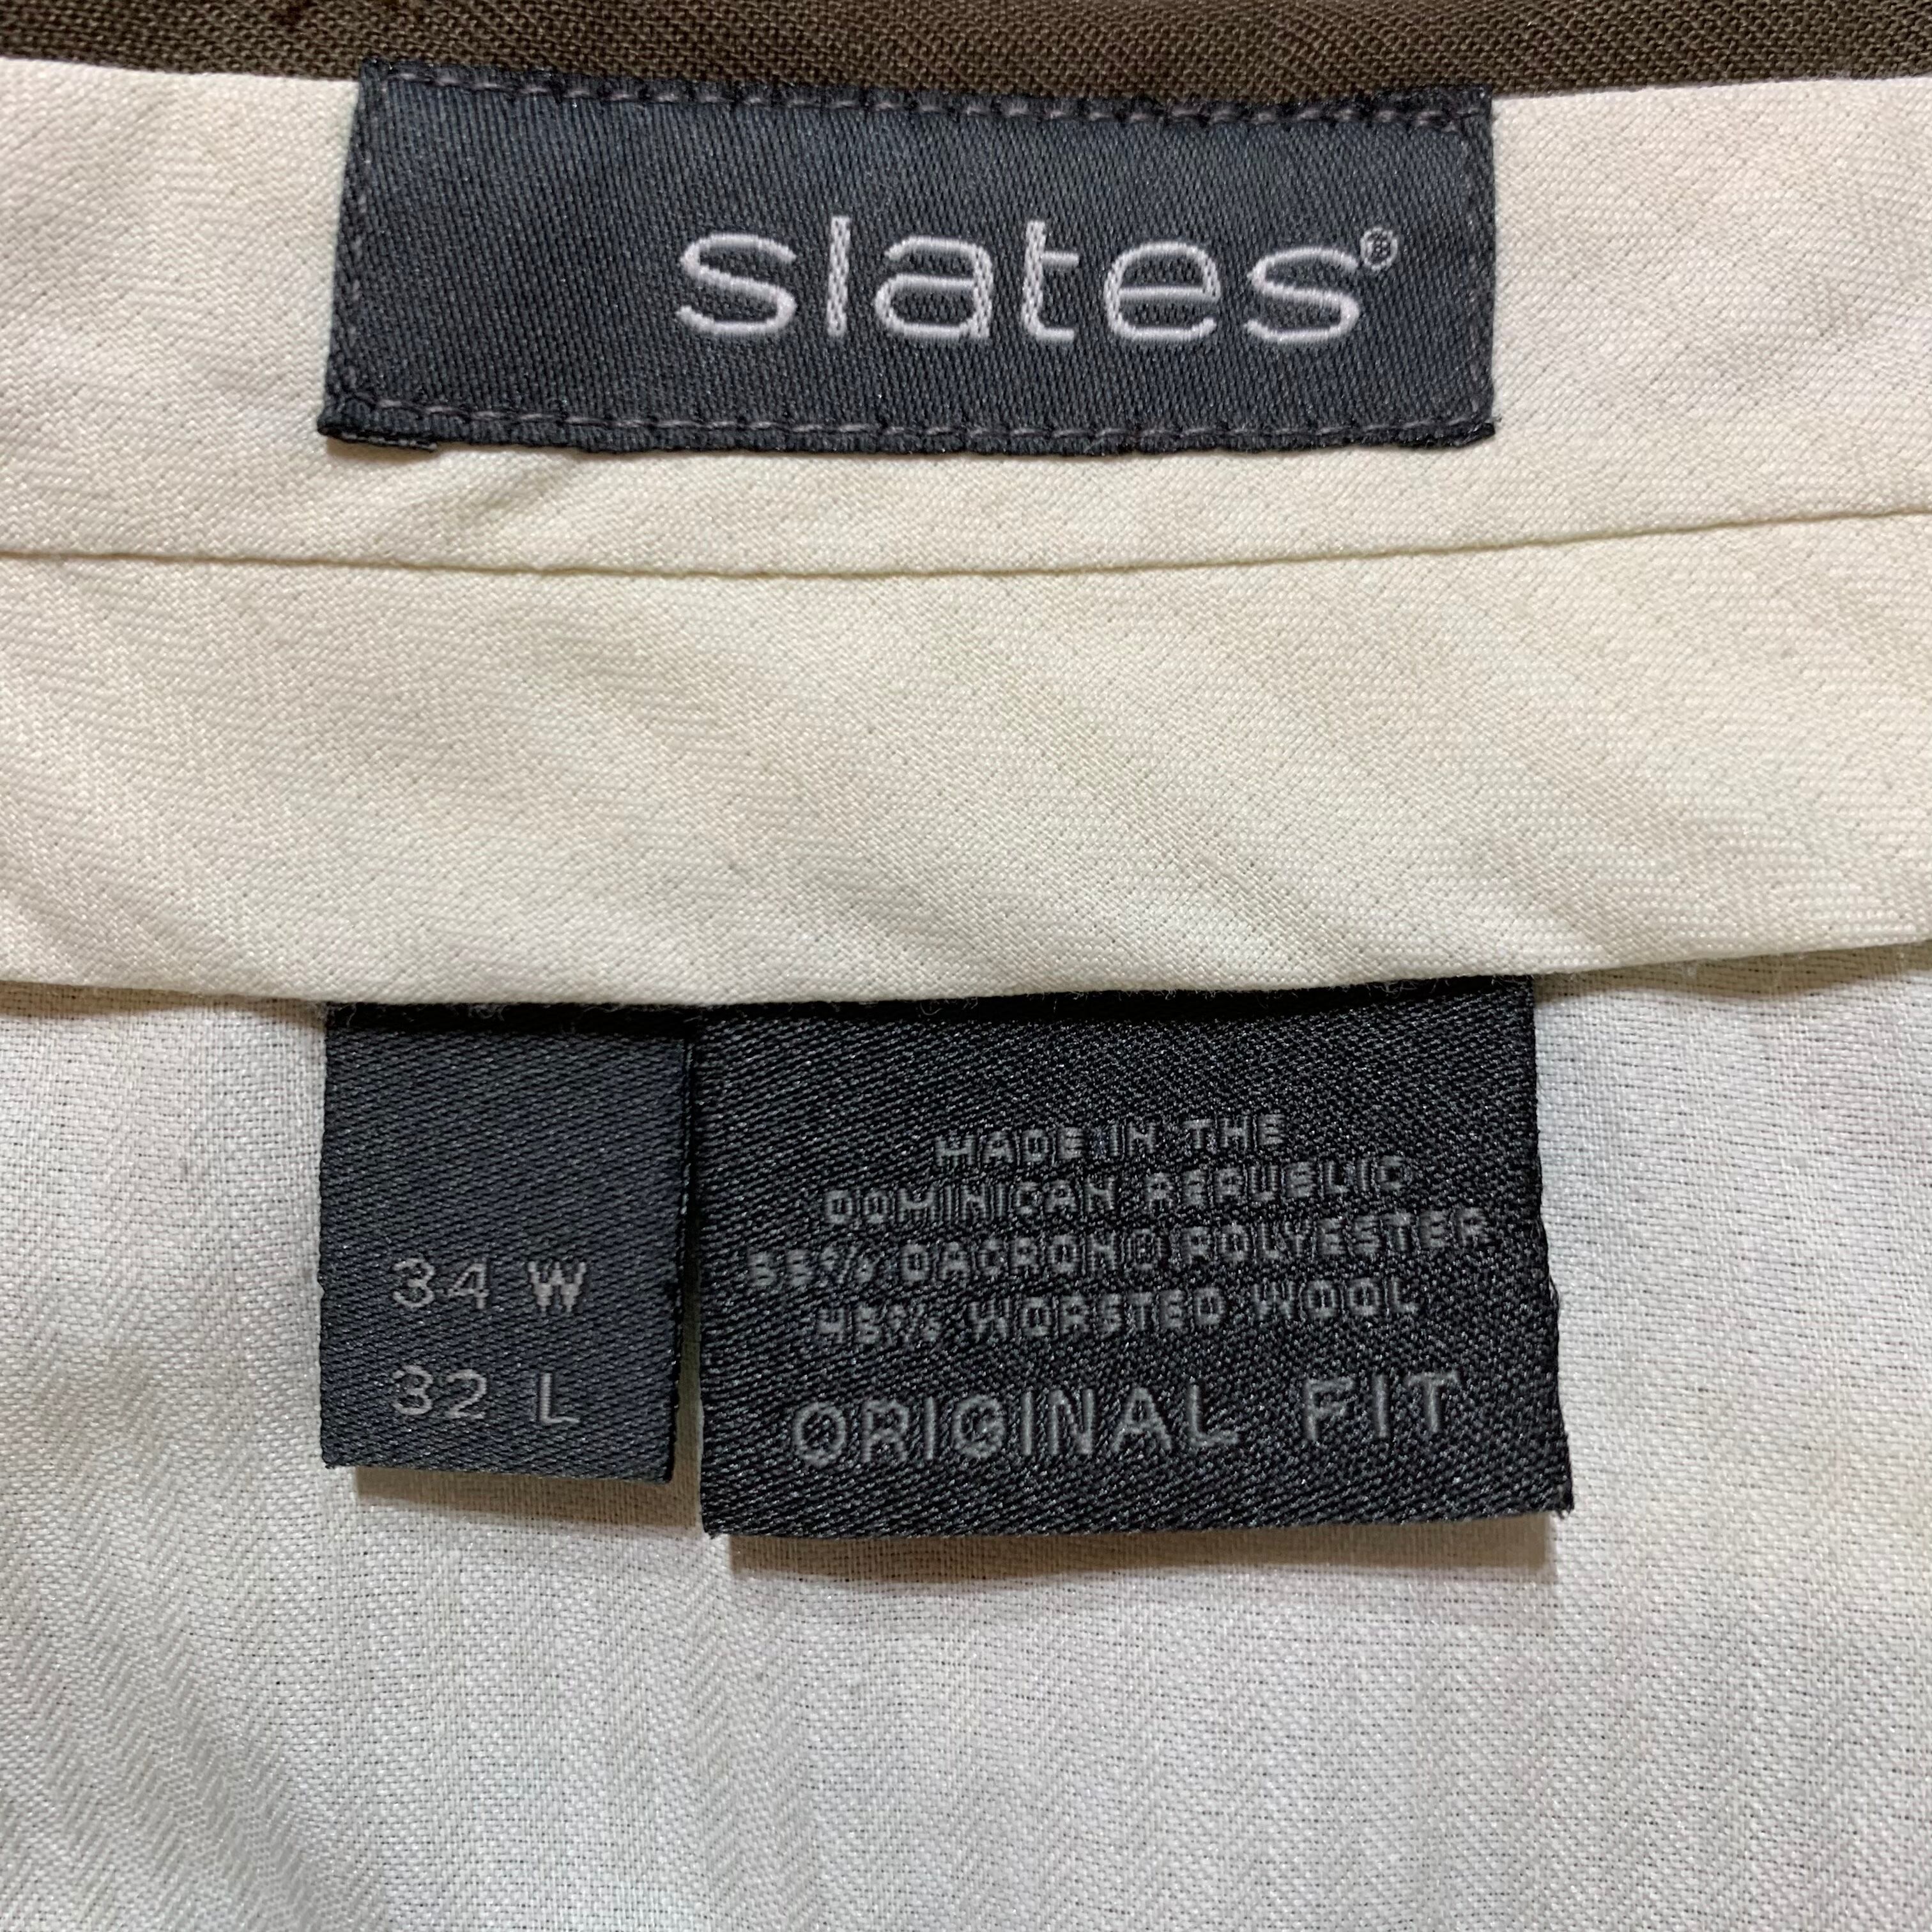 slates®
34 W
32 L
MADE IN THE
DOMINICAN REPUBLIC
55% DACRON® POLYESTER
45% WORSTED WOOL
ORIGINAL FIT